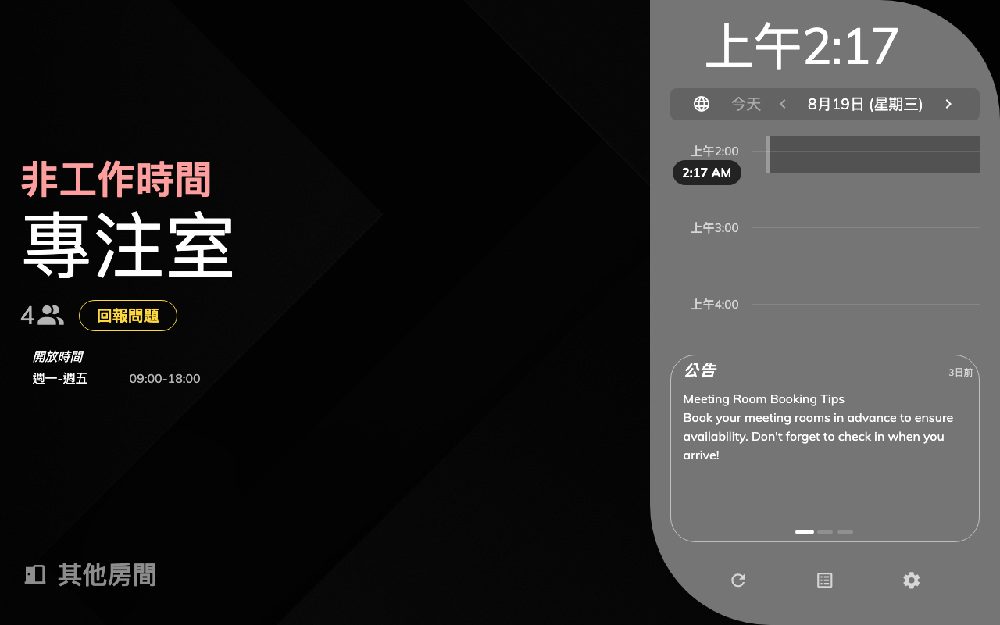 非工作時間
專注室
4
回報問題
開放時間
週一-週五 09:00-18:00
其他房間
上午2:17
今天 8月19日 (星期三)
上午2:00
2:17 AM
上午3:00
上午4:00
公告
3日前
Meeting Room Booking Tips
Book your meeting rooms in advance to ensure
availability. Don't forget to check in when you
arrive!